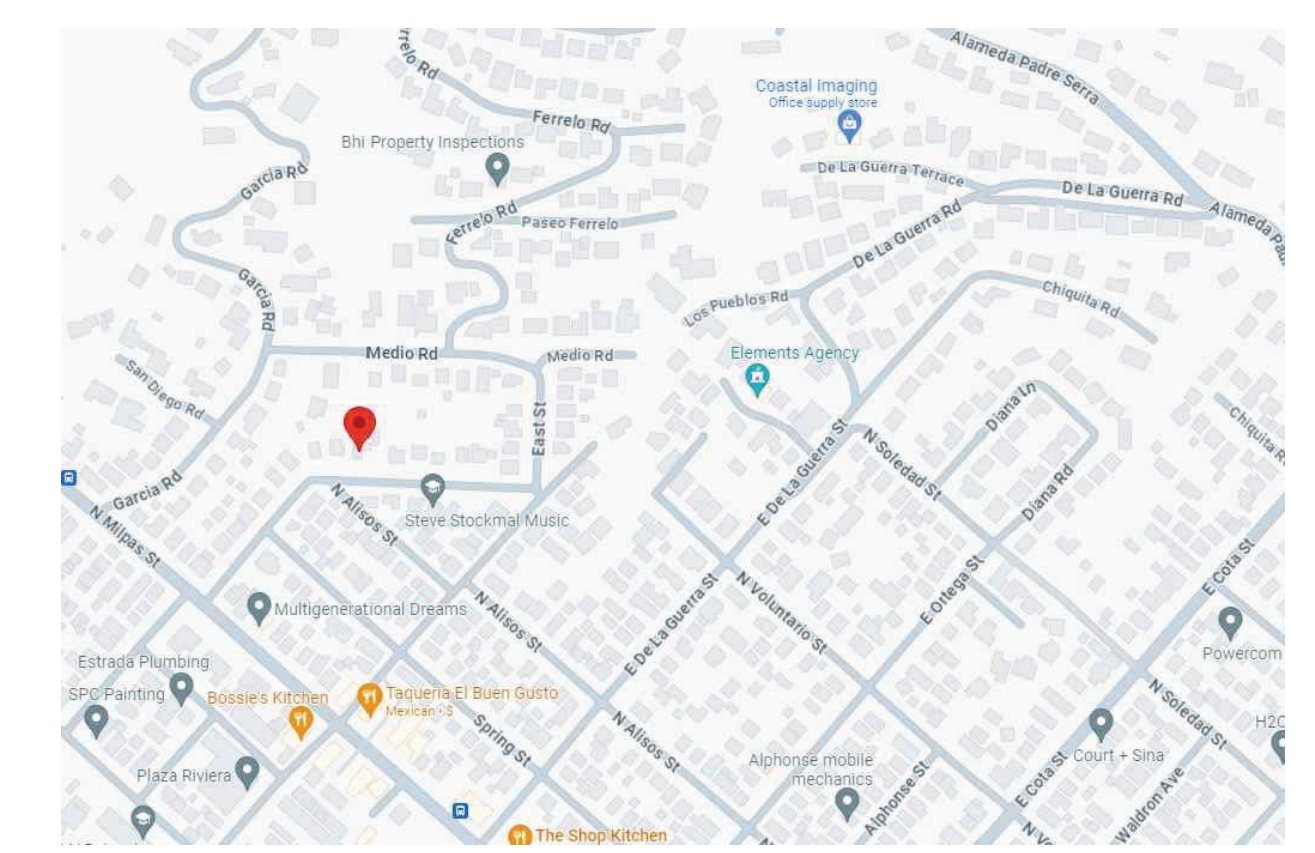 Alameda Padre Serra
rrelo Rd
Coastal Imaging
Office supply store
Ferrelo Rd
Bhi Property Inspections
De La Guerra Terrace
Garcia Rd
De La Guerra Rd
Alameda Pad
Ferrelo Rd
Paseo Ferrelo
De La Guerra Rd
Garcia Rd
Los Pueblos Rd
Chiquita Rd
Medio Rd
Medio Rd
Elements Agency
San Diego Rd
Diana Ln
East St
Chiquita R
N Soledad St
Garcia Rd
E De La Guerra St
Diana Rd
N Alisos St
Steve Stockmal Music
N Milpas St
E Cota St
E Ortega St
N Voluntario St
Multigenerational Dreams
N Alisos St
E De La Guerra St
Powercom
Estrada Plumbing
SPC Painting
Bossie's Kitchen
Taqueria El Buen Gusto
Mexican • $
N Soledad St
Spring St
N Alisos St
H2O
Court + Sina
Alphonse mobile
mechanics
Plaza Riviera
E Cota St
Alphonse St
Waldron Ave
The Shop Kitchen
N Vo